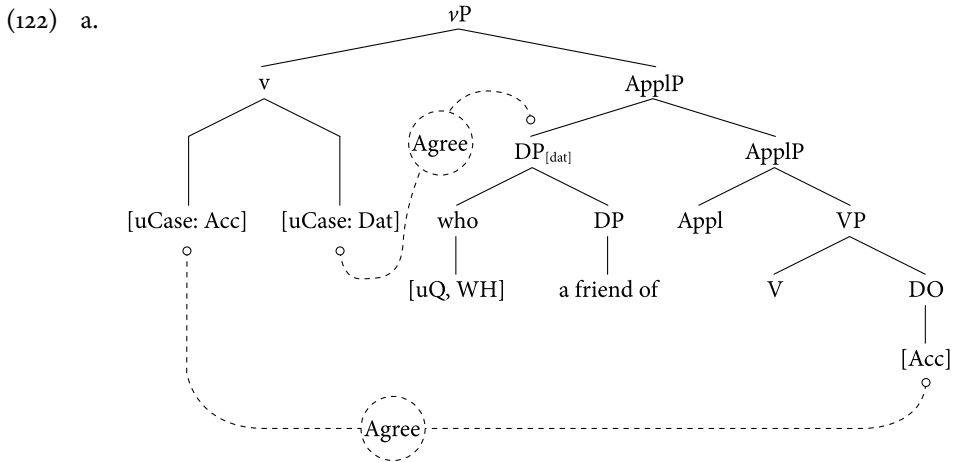 (122) a. vP
v ApplP
Agree DP[dat] ApplP
[uCase: Acc] [uCase: Dat] who DP Appl VP
[uQ, WH] a friend of V DO
[Acc]
Agree